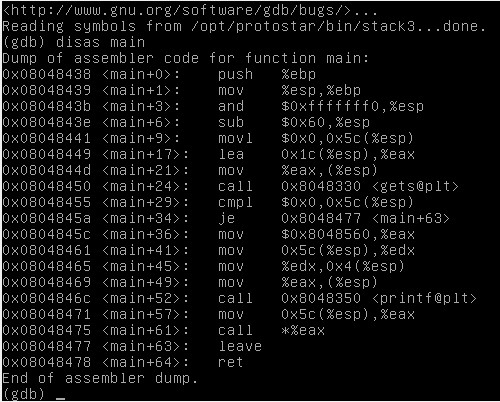 <http://www.gnu.org/software/gdb/bugs/>...
Reading symbols from /opt/protostar/bin/stack3...done.
(gdb) disas main
Dump of assembler code for function main:
0x08048438 <main+0>:    push   %ebp
0x08048439 <main+1>:    mov    %esp,%ebp
0x0804843b <main+3>:    and    $0xfffffff0,%esp
0x0804843e <main+6>:    sub    $0x60,%esp
0x08048441 <main+9>:    movl   $0x0,0x5c(%esp)
0x08048449 <main+17>:   lea    0x1c(%esp),%eax
0x0804844d <main+21>:   mov    %eax,(%esp)
0x08048450 <main+24>:   call   0x8048330 <gets@plt>
0x08048455 <main+29>:   cmpl   $0x0,0x5c(%esp)
0x0804845a <main+34>:   je     0x8048477 <main+63>
0x0804845c <main+36>:   mov    $0x8048560,%eax
0x08048461 <main+41>:   mov    0x5c(%esp),%edx
0x08048465 <main+45>:   mov    %edx,0x4(%esp)
0x08048469 <main+49>:   mov    %eax,(%esp)
0x0804846c <main+52>:   call   0x8048350 <printf@plt>
0x08048471 <main+57>:   mov    0x5c(%esp),%eax
0x08048475 <main+61>:   call   *%eax
0x08048477 <main+63>:   leave
0x08048478 <main+64>:   ret
End of assembler dump.
(gdb) _